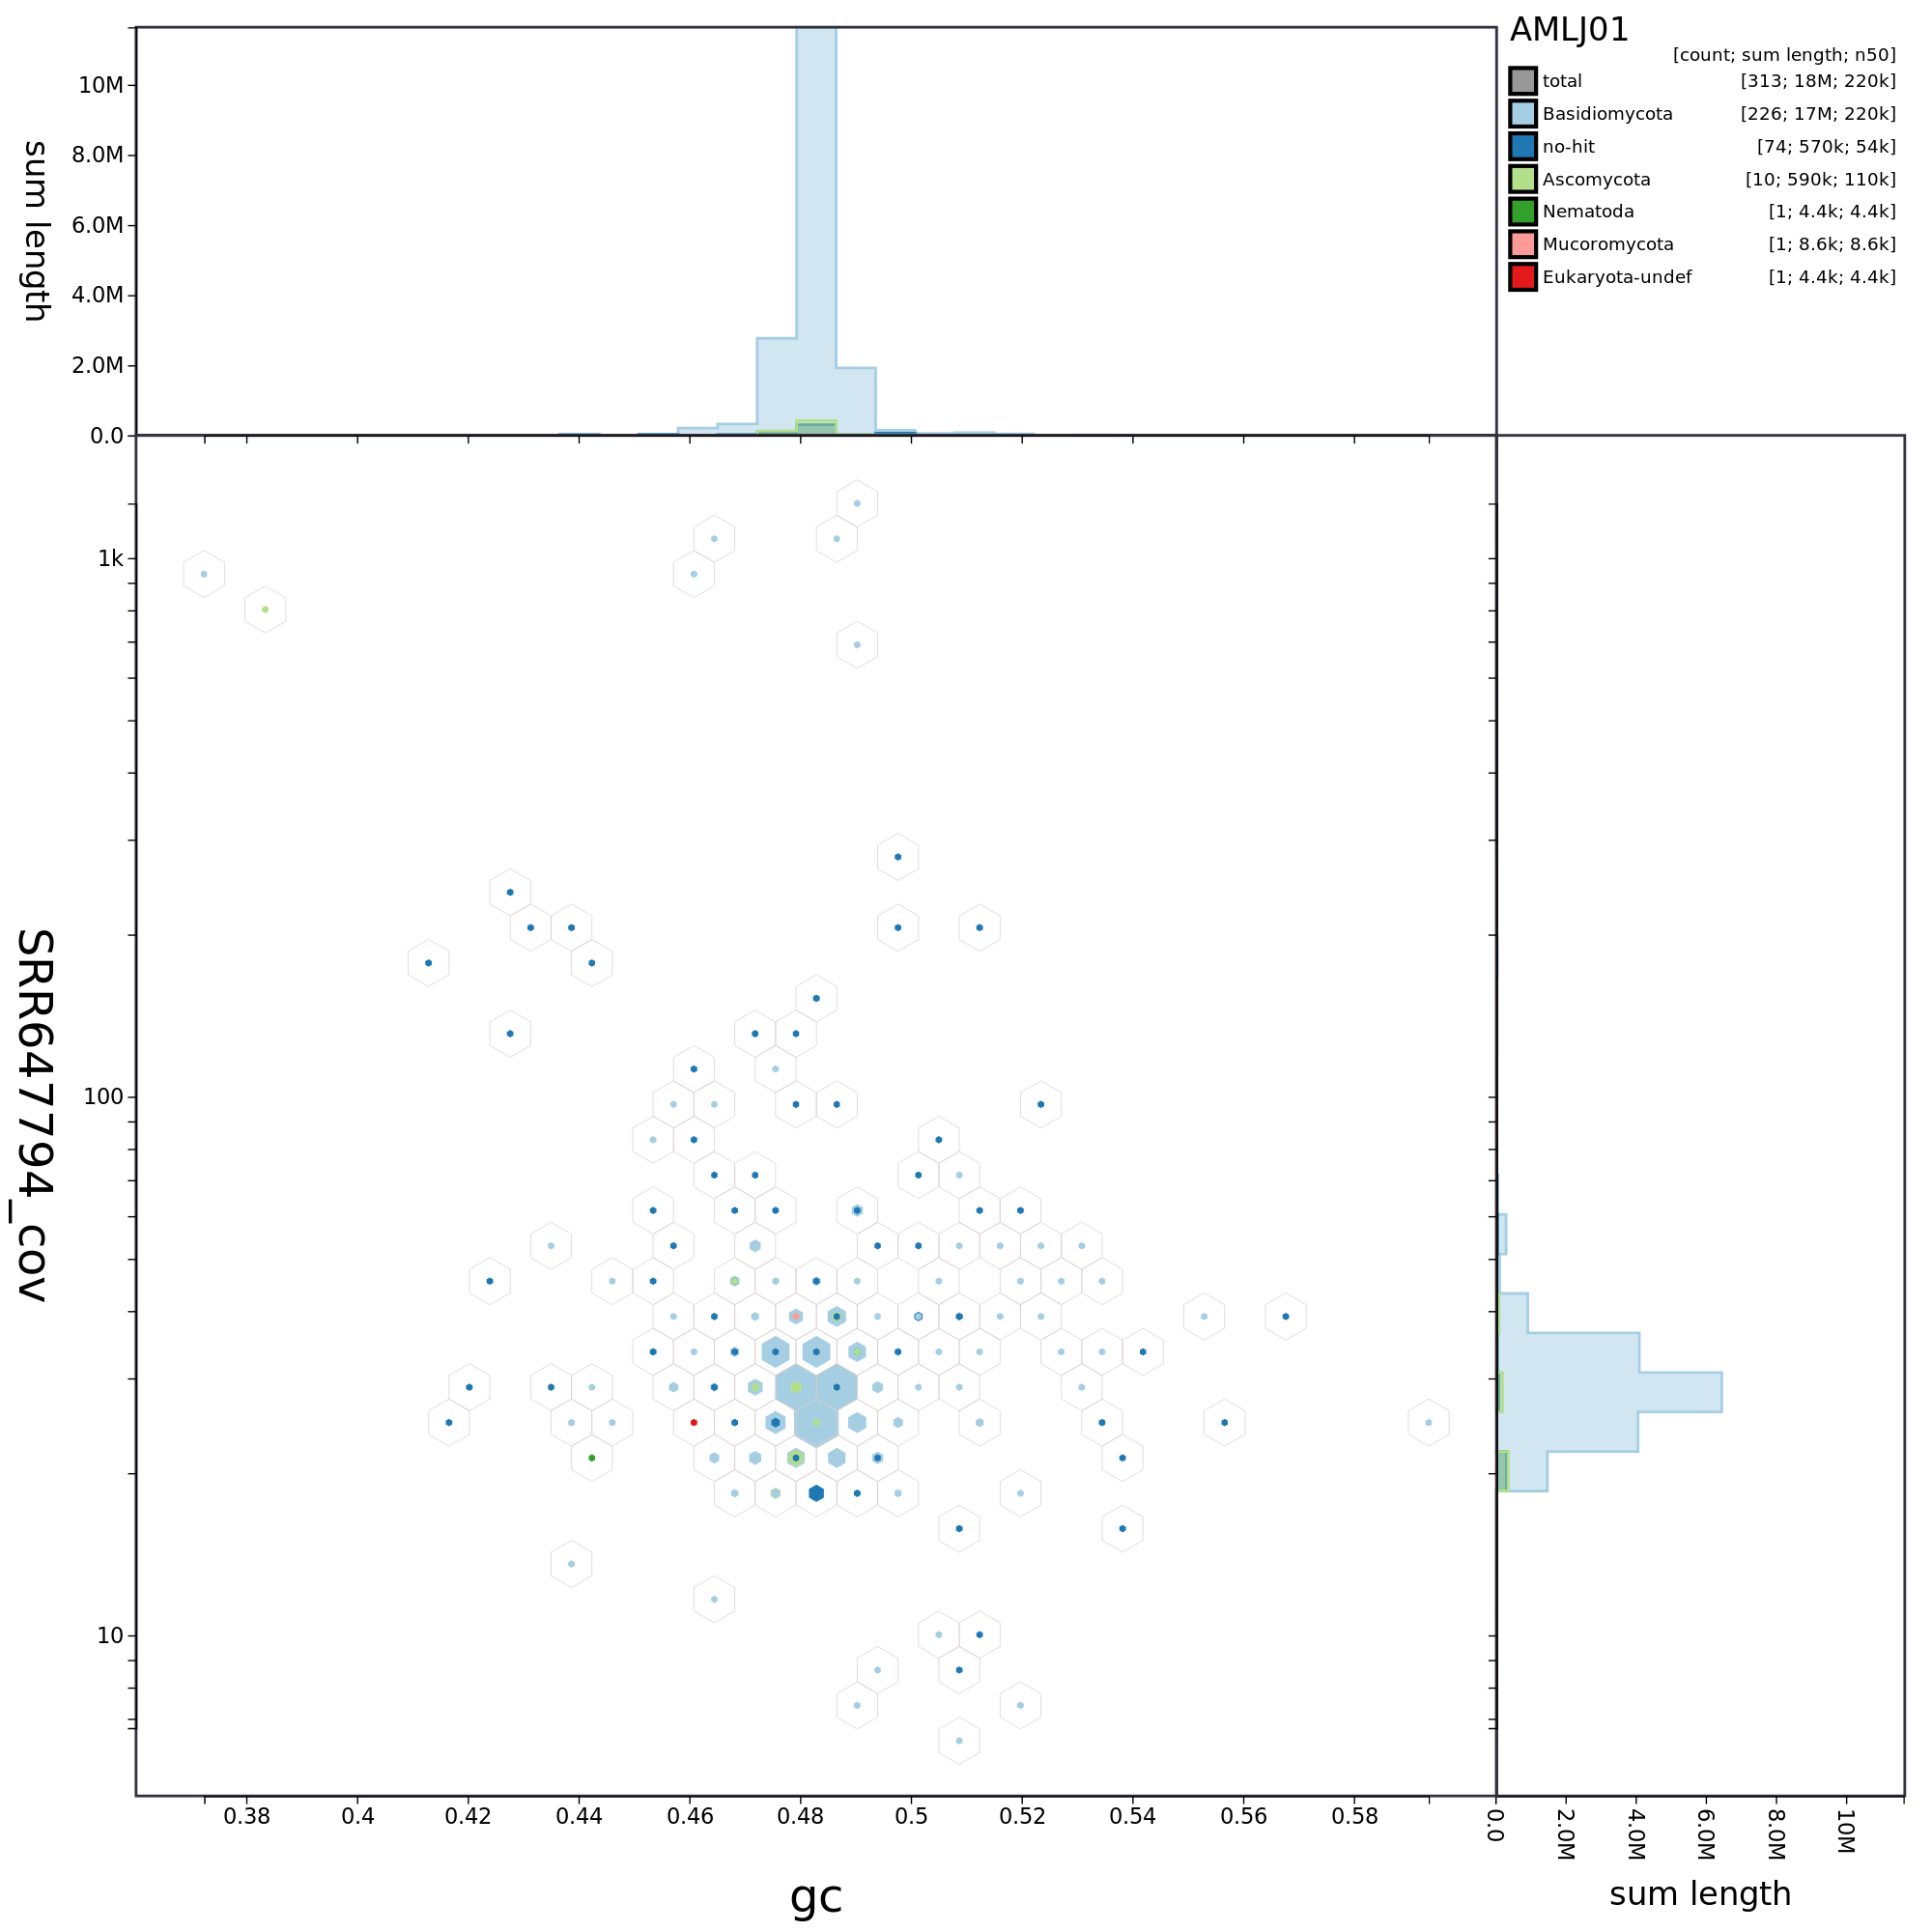 AMLJ01
[count; sum length; n50]
total [313; 18M; 220k]
Basidiomycota [226; 17M; 220k]
no-hit [74; 570k; 54k]
Ascomycota [10; 590k; 110k]
Nematoda [1; 4.4k; 4.4k]
Mucoromycota [1; 8.6k; 8.6k]
Eukaryota-undef [1; 4.4k; 4.4k]
sum length
10M
8.0M
6.0M
4.0M
2.0M
0.0
SRR647794_cov
1k
100
10
0.38 0.4 0.42 0.44 0.46 0.48 0.5 0.52 0.54 0.56 0.58
gc
0.0 2.0M 4.0M 6.0M 8.0M 10M
sum length